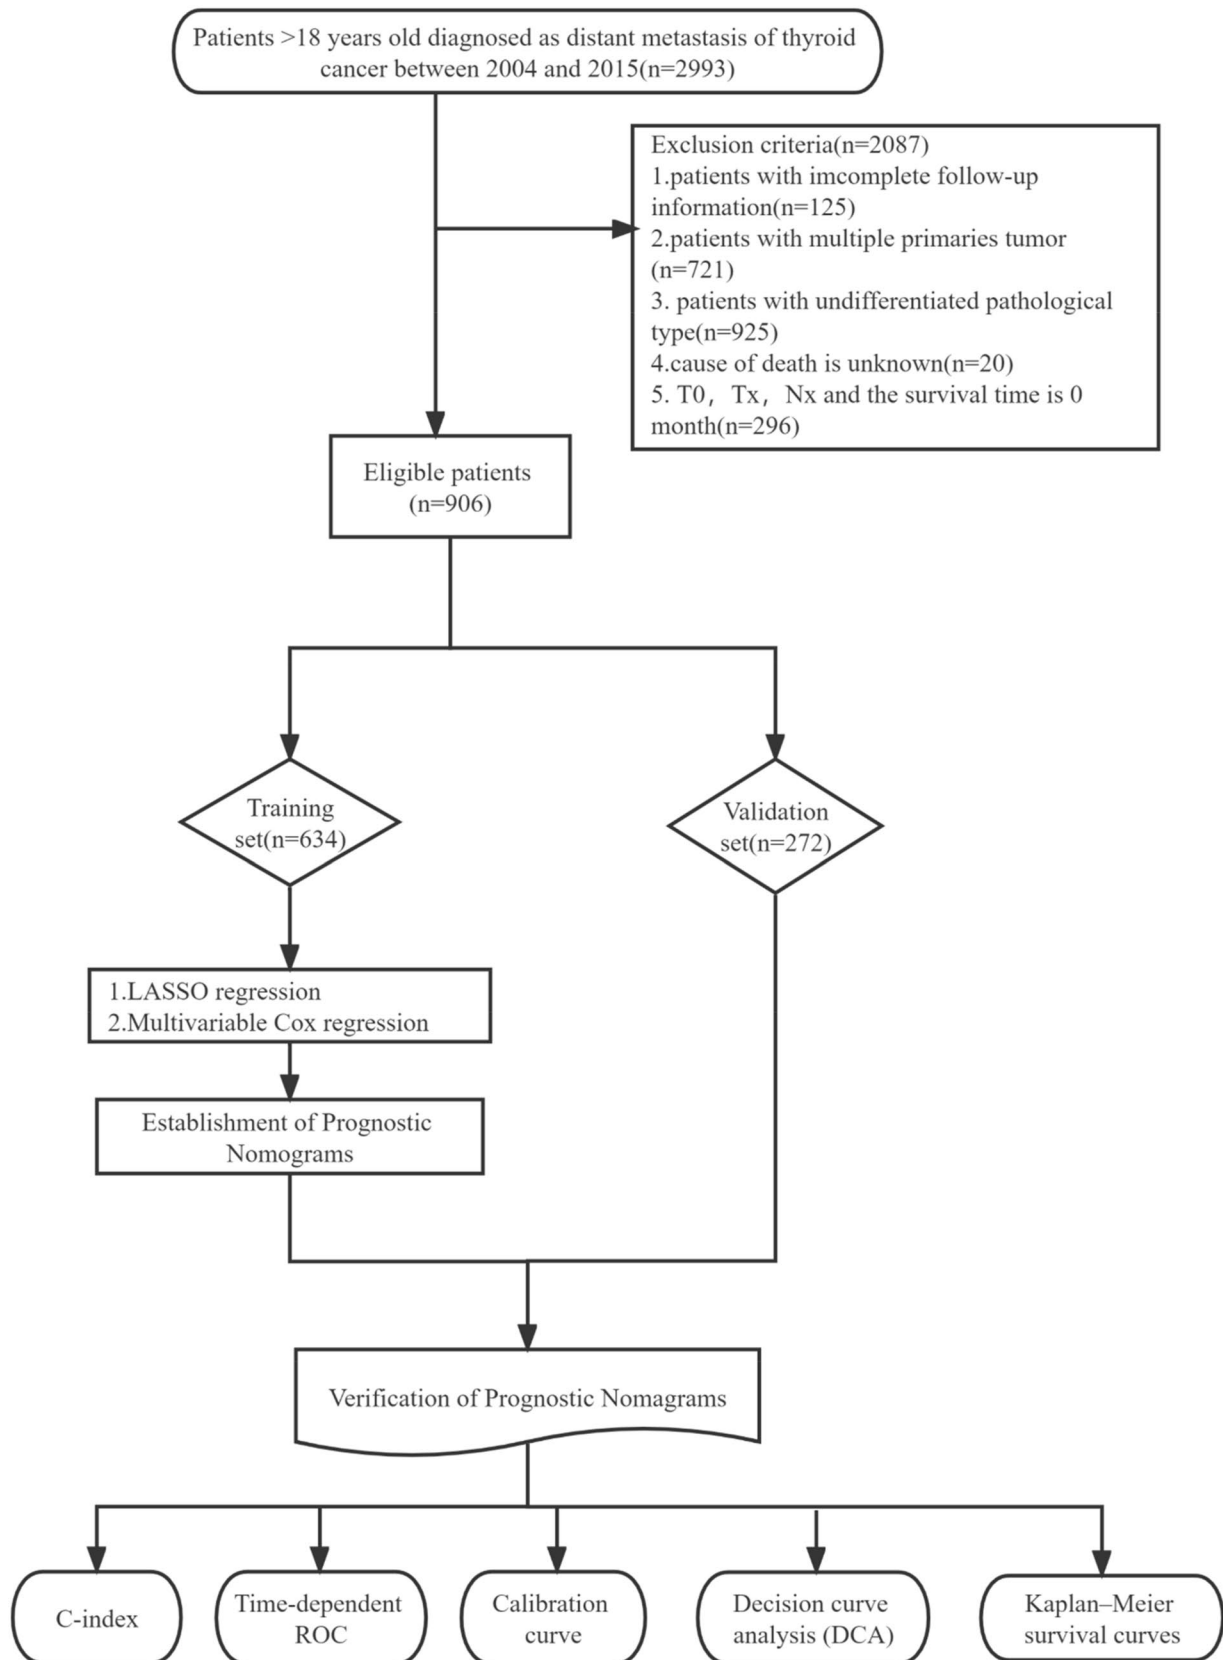 Patients >18 years old diagnosed as distant metastasis of thyroid
cancer between 2004 and 2015(n=2993)
Exclusion criteria(n=2087)
1.patients with imcomplete follow-up
information(n=125)
2.patients with multiple primaries tumor
(n=721)
3. patients with undifferentiated pathological
type(n=925)
4.cause of death is unknown(n=20)
5. T0，Tx，Nx and the survival time is 0
month(n=296)
Eligible patients
(n=906)
Training
set(n=634)
Validation
set(n=272)
1.LASSO regression
2.Multivariable Cox regression
Establishment of Prognostic
Nomograms
Verification of Prognostic Nomagrams
C-index
Time-dependent
ROC
Calibration
curve
Decision curve
analysis (DCA)
Kaplan–Meier
survival curves